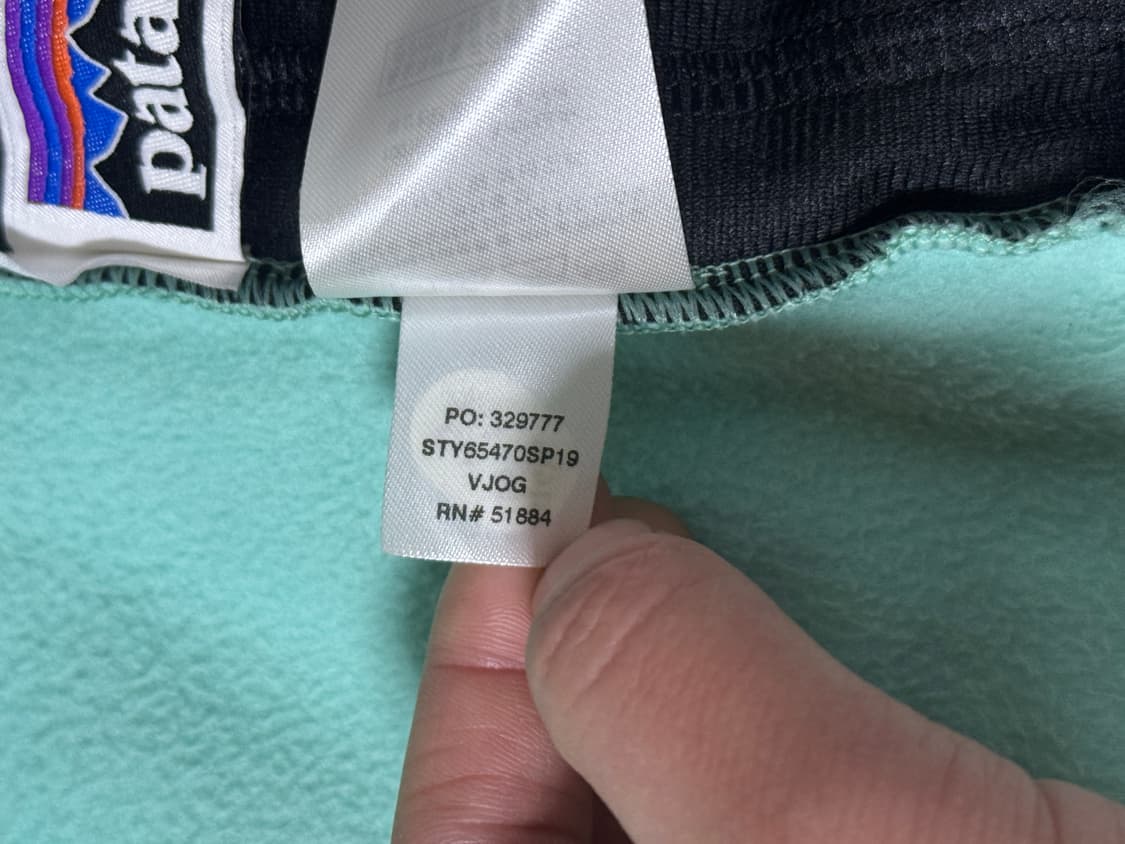 pata
PO: 329777
STY65470SP19
VJOG
RN# 51884